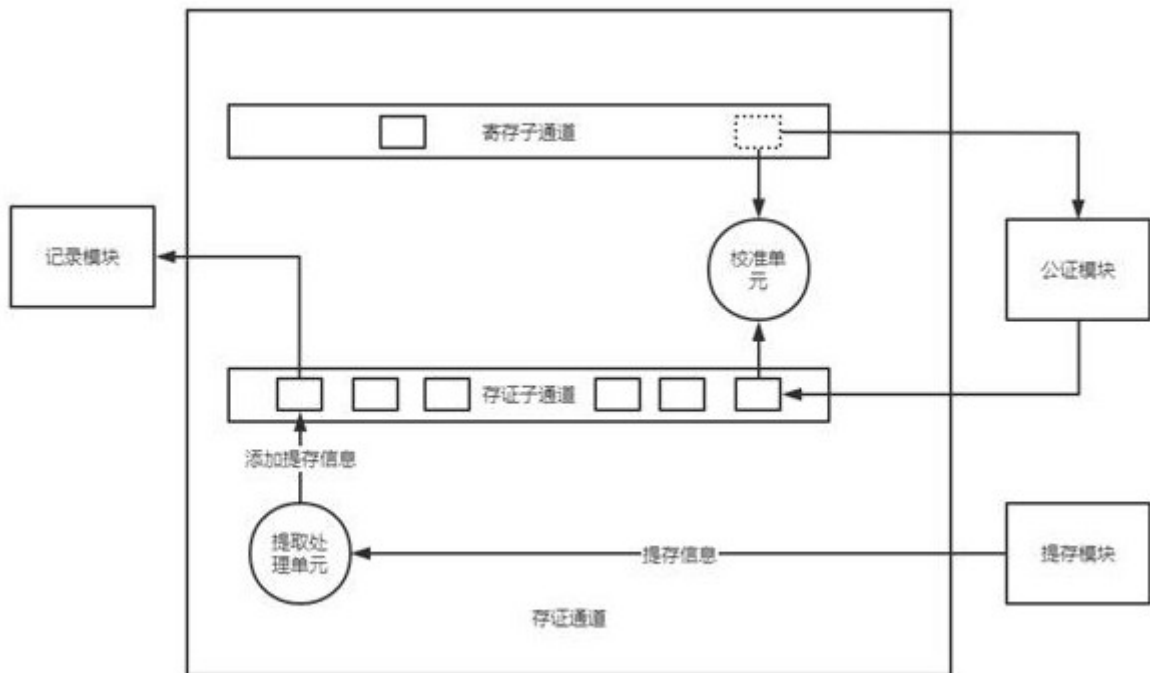 寄存子通道
记录模块
校准单
元
公证模块
存证子通道
添加提存信息
提取处
理单元
提存信息
提存模块
存证通道